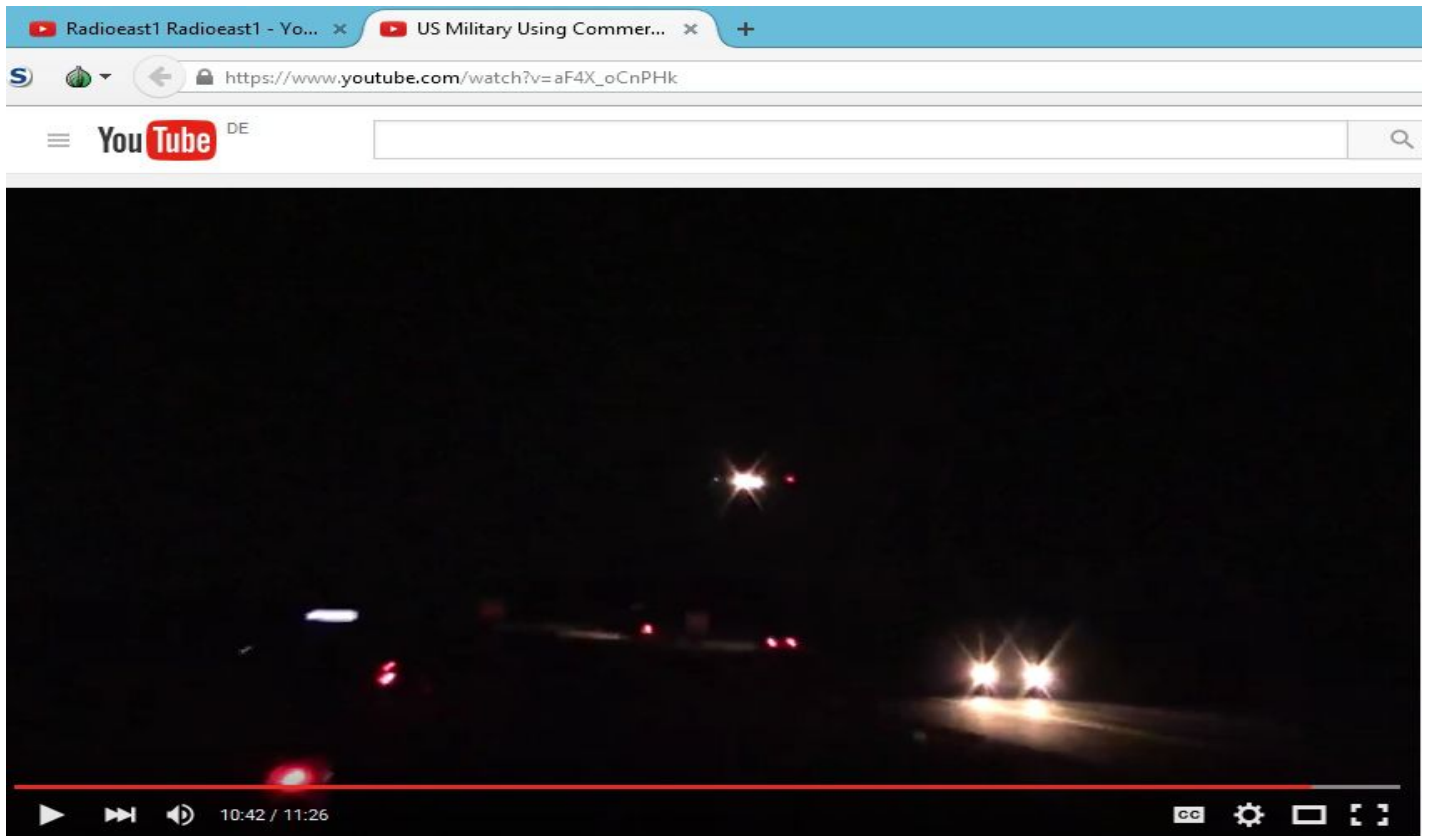 Radioeast1 Radioeast1 - Yo... US Military Using Commer...
https://www.youtube.com/watch?v=aF4X_oCnPHk
YouTube DE
10:42 / 11:26 CC